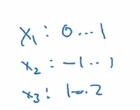 x₁: 0 ... 1
x₂: -1 ... 1
x₃: 1 ... 2